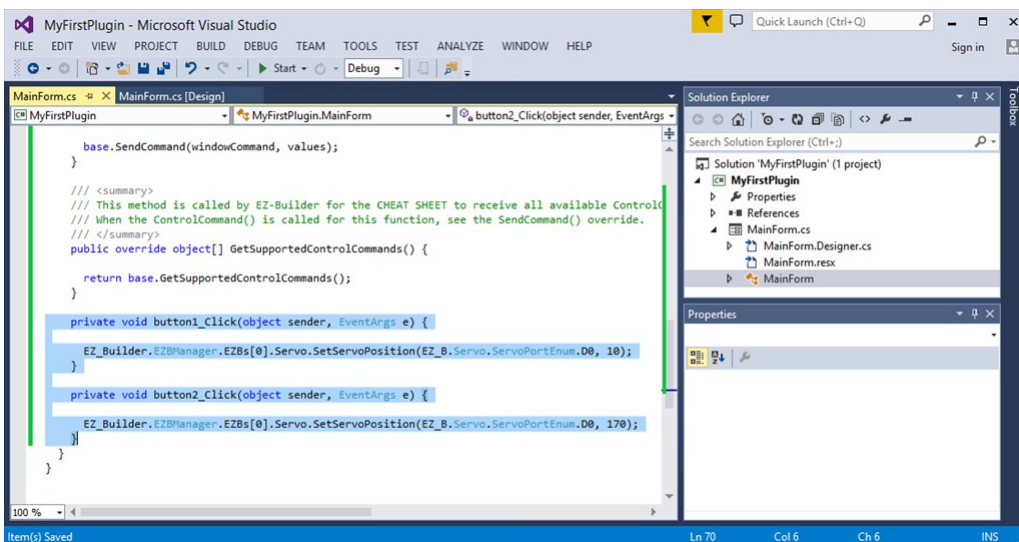 MyFirstPlugin - Microsoft Visual Studio
Quick Launch (Ctrl+Q)
FILE EDIT VIEW PROJECT BUILD DEBUG TEAM TOOLS TEST ANALYZE WINDOW HELP
Sign in
Start
Debug
MainForm.cs
MainForm.cs [Design]
MyFirstPlugin
MyFirstPlugin.MainForm
button2_Click(object sender, EventArgs
base.SendCommand(windowCommand, values);
}
/// <summary>
/// This method is called by EZ-Builder for the CHEAT SHEET to receive all available Control
/// When the ControlCommand() is called for this function, see the SendCommand() override.
/// </summary>
public override object[] GetSupportedControlCommands() {
return base.GetSupportedControlCommands();
}
private void button1_Click(object sender, EventArgs e) {
EZ_Builder.EZBManager.EZBs[0].Servo.SetServoPosition(EZ_B.Servo.ServoPortEnum.D0, 10);
}
private void button2_Click(object sender, EventArgs e) {
EZ_Builder.EZBManager.EZBs[0].Servo.SetServoPosition(EZ_B.Servo.ServoPortEnum.D0, 170);
}
}
}
100 %
Solution Explorer
Search Solution Explorer (Ctrl+;)
Solution 'MyFirstPlugin' (1 project)
C# MyFirstPlugin
Properties
References
MainForm.cs
MainForm.Designer.cs
MainForm.resx
MainForm
Properties
Toolbox
Item(s) Saved
Ln 70 Col 6 Ch 6 INS